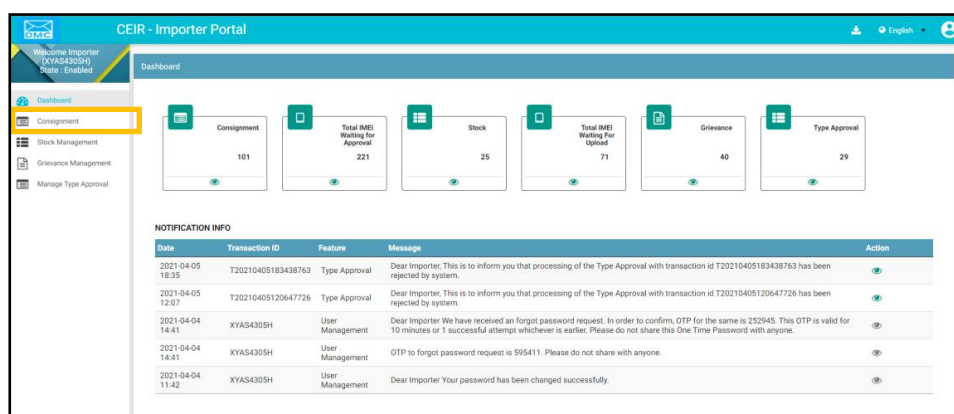 DMC
CEIR - Importer Portal
English
Welcome Importer
(XYAS4305H)
State : Enabled
Dashboard
Dashboard
Consignment
Stock Management
Grievance Management
Manage Type Approval
Consignment
101
Total IMEI
Waiting for
Approval
221
Stock
25
Total IMEI
Waiting For
Upload
71
Grievance
40
Type Approval
29
NOTIFICATION INFO
Date Transaction ID Feature Message Action
2021-04-05
18:35
T20210405183438763
Type Approval
Dear Importer, This is to inform you that processing of the Type Approval with transaction id T20210405183438763 has been
rejected by system.
2021-04-05
12:07
T20210405120647726
Type Approval
Dear Importer, This is to inform you that processing of the Type Approval with transaction id T20210405120647726 has been
rejected by system.
2021-04-04
14:41
XYAS4305H
User
Management
Dear Importer We have received an forgot password request. In order to confirm, OTP for the same is 252945. This OTP is valid for
10 minutes or 1 successful attempt whichever is earlier. Please do not share this One Time Password with anyone.
2021-04-04
14:41
XYAS4305H
User
Management
OTP to forgot password request is 595411. Please do not share with anyone.
2021-04-04
11:42
XYAS4305H
User
Management
Dear Importer Your password has been changed successfully.